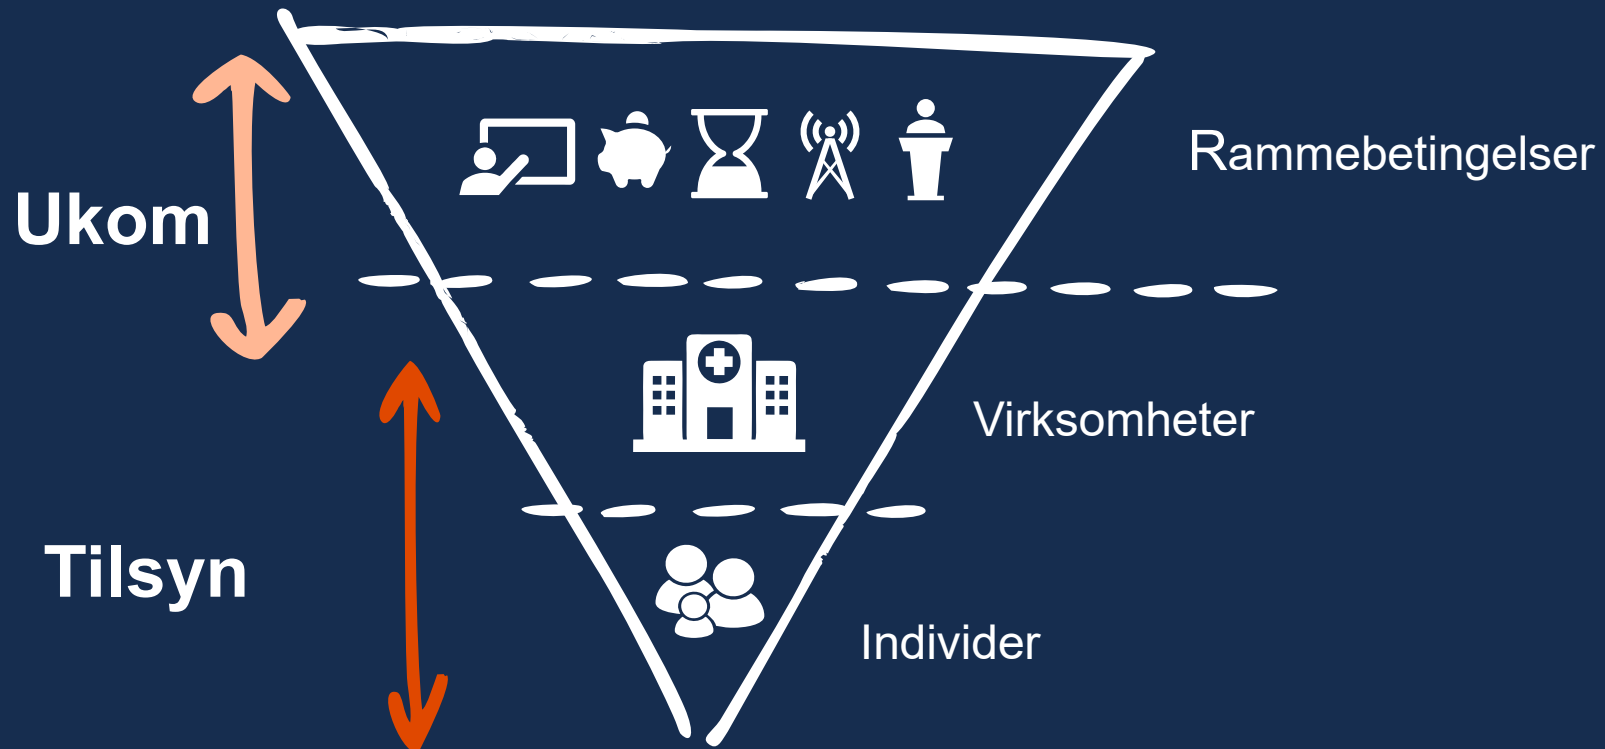 Rammebetingelser
Ukom
Virksomheter
Tilsyn
Individer